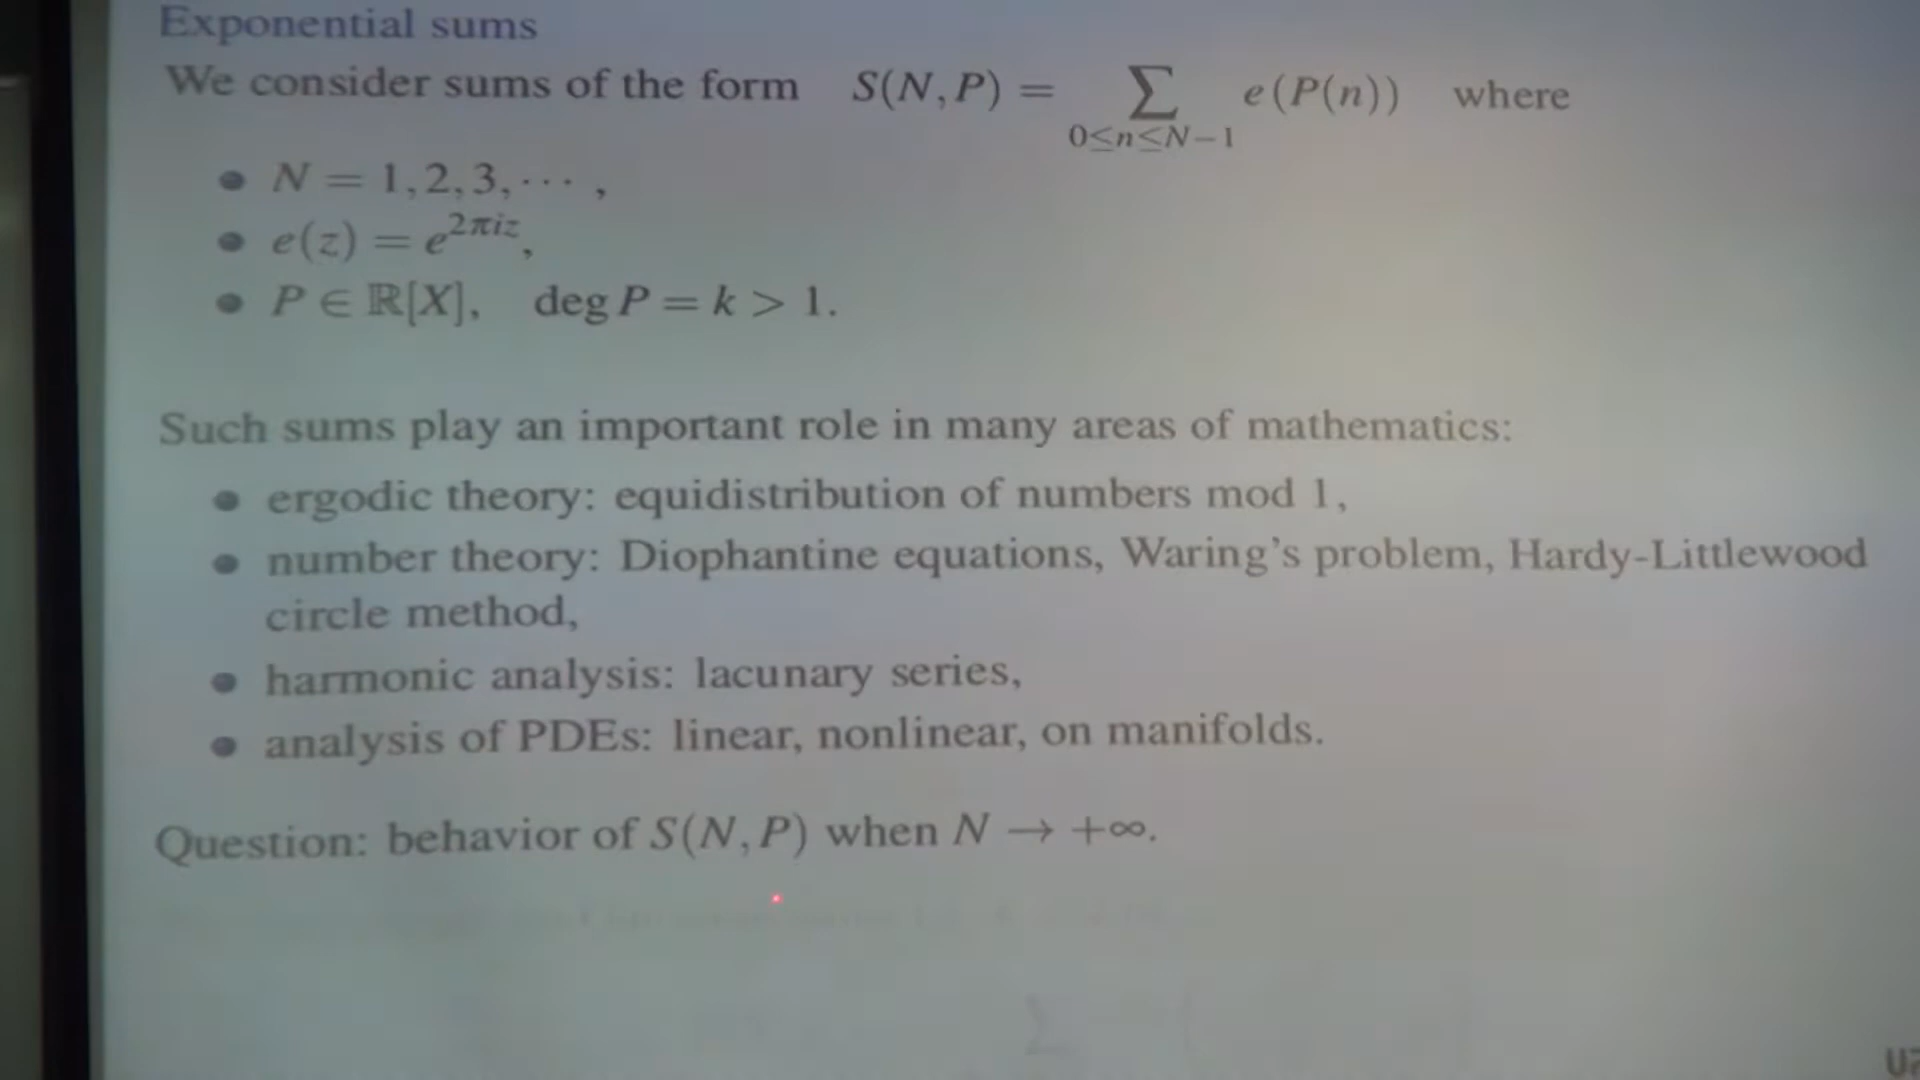 Exponential sums
We consider sums of the form S(N,P) = ∑ e(P(n)) where
0≤n≤N−1
• N = 1,2,3,··· ,
• e(z) = e^{2πiz},
• P ∈ ℝ[X], deg P = k > 1.
Such sums play an important role in many areas of mathematics:
• ergodic theory: equidistribution of numbers mod 1,
• number theory: Diophantine equations, Waring's problem, Hardy-Littlewood
circle method,
• harmonic analysis: lacunary series,
• analysis of PDEs: linear, nonlinear, on manifolds.
Question: behavior of S(N,P) when N → +∞.